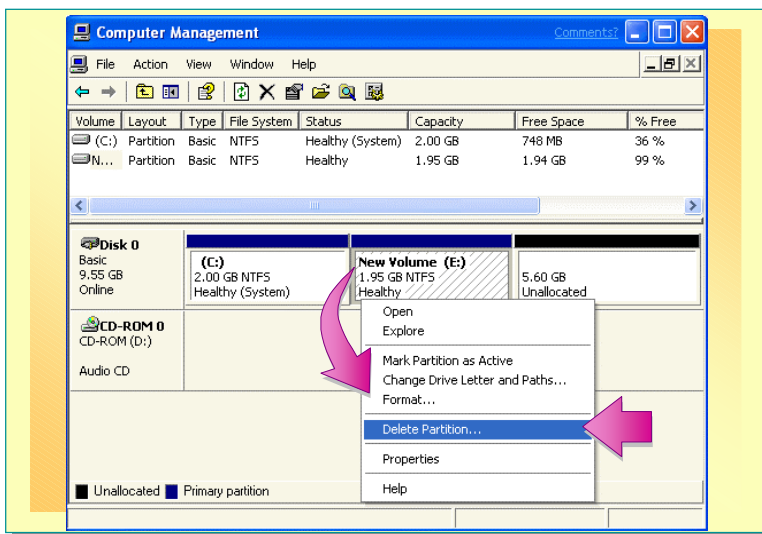 Computer Management Comments?
File Action View Window Help
Volume Layout Type File System Status Capacity Free Space % Free
(C:) Partition Basic NTFS Healthy (System) 2.00 GB 748 MB 36 %
N... Partition Basic NTFS Healthy 1.95 GB 1.94 GB 99 %
Disk 0
Basic
9.55 GB
Online
(C:)
2.00 GB NTFS
Healthy (System)
New Volume (E:)
1.95 GB NTFS
Healthy
5.60 GB
Unallocated
CD-ROM 0
CD-ROM (D:)
Audio CD
Open
Explore
Mark Partition as Active
Change Drive Letter and Paths...
Format...
Delete Partition...
Properties
Help
Unallocated Primary partition